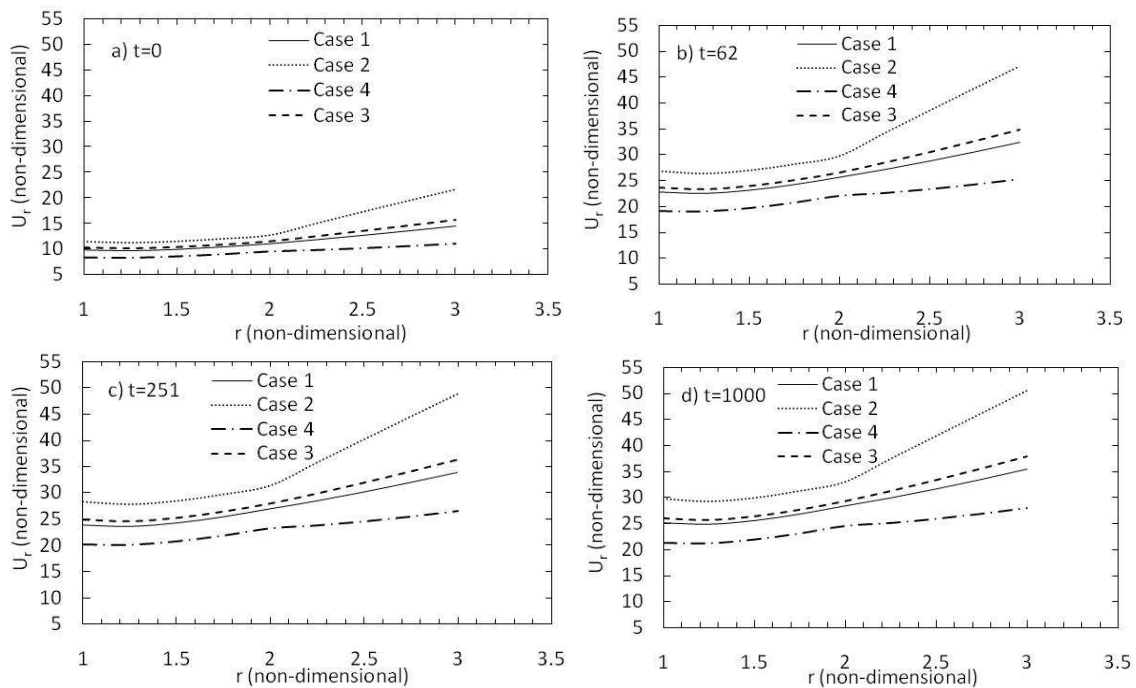 a) t=0
Case 1
Case 2
Case 4
Case 3
55
50
45
40
35
30
25
20
15
10
5
U_r (non-dimensional)
1 1.5 2 2.5 3 3.5
r (non-dimensional)
b) t=62
Case 1
Case 2
Case 4
Case 3
55
50
45
40
35
30
25
20
15
10
5
U_r (non-dimensional)
1 1.5 2 2.5 3 3.5
r (non-dimensional)
c) t=251
Case 1
Case 2
Case 4
Case 3
55
50
45
40
35
30
25
20
15
10
5
U_r (non-dimensional)
1 1.5 2 2.5 3 3.5
r (non-dimensional)
d) t=1000
Case 1
Case 2
Case 4
Case 3
55
50
45
40
35
30
25
20
15
10
5
U_r (non-dimensional)
1 1.5 2 2.5 3 3.5
r (non-dimensional)